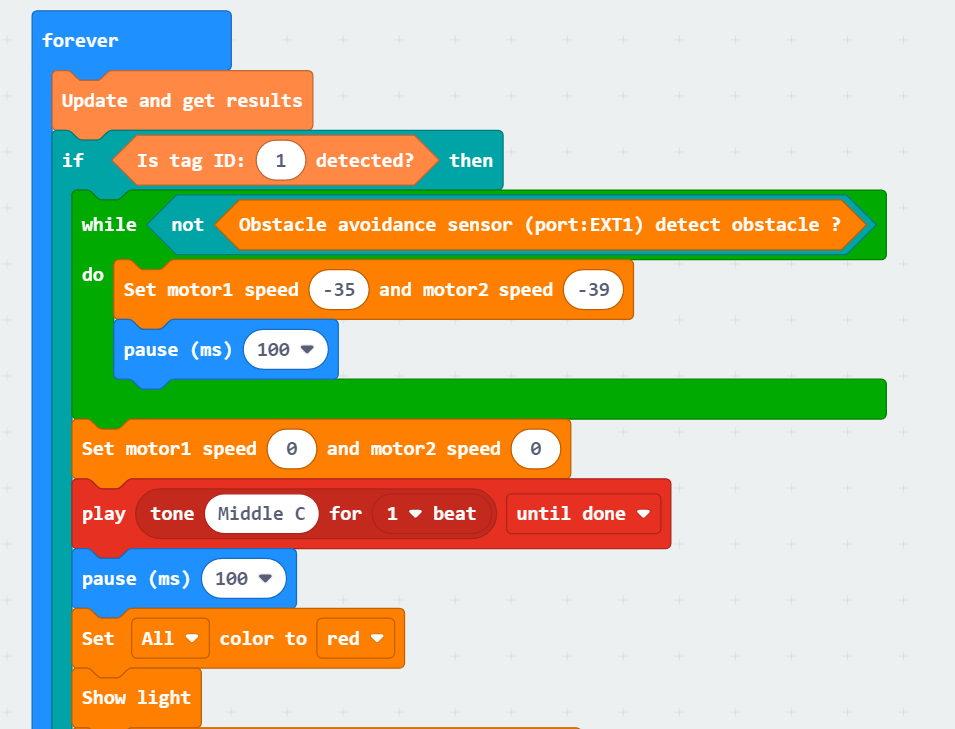 forever
Update and get results
if Is tag ID: 1 detected? then
while not Obstacle avoidance sensor (port:EXT1) detect obstacle ?
do
Set motor1 speed -35 and motor2 speed -39
pause (ms) 100
Set motor1 speed 0 and motor2 speed 0
play tone Middle C for 1 beat until done
pause (ms) 100
Set All color to red
Show light